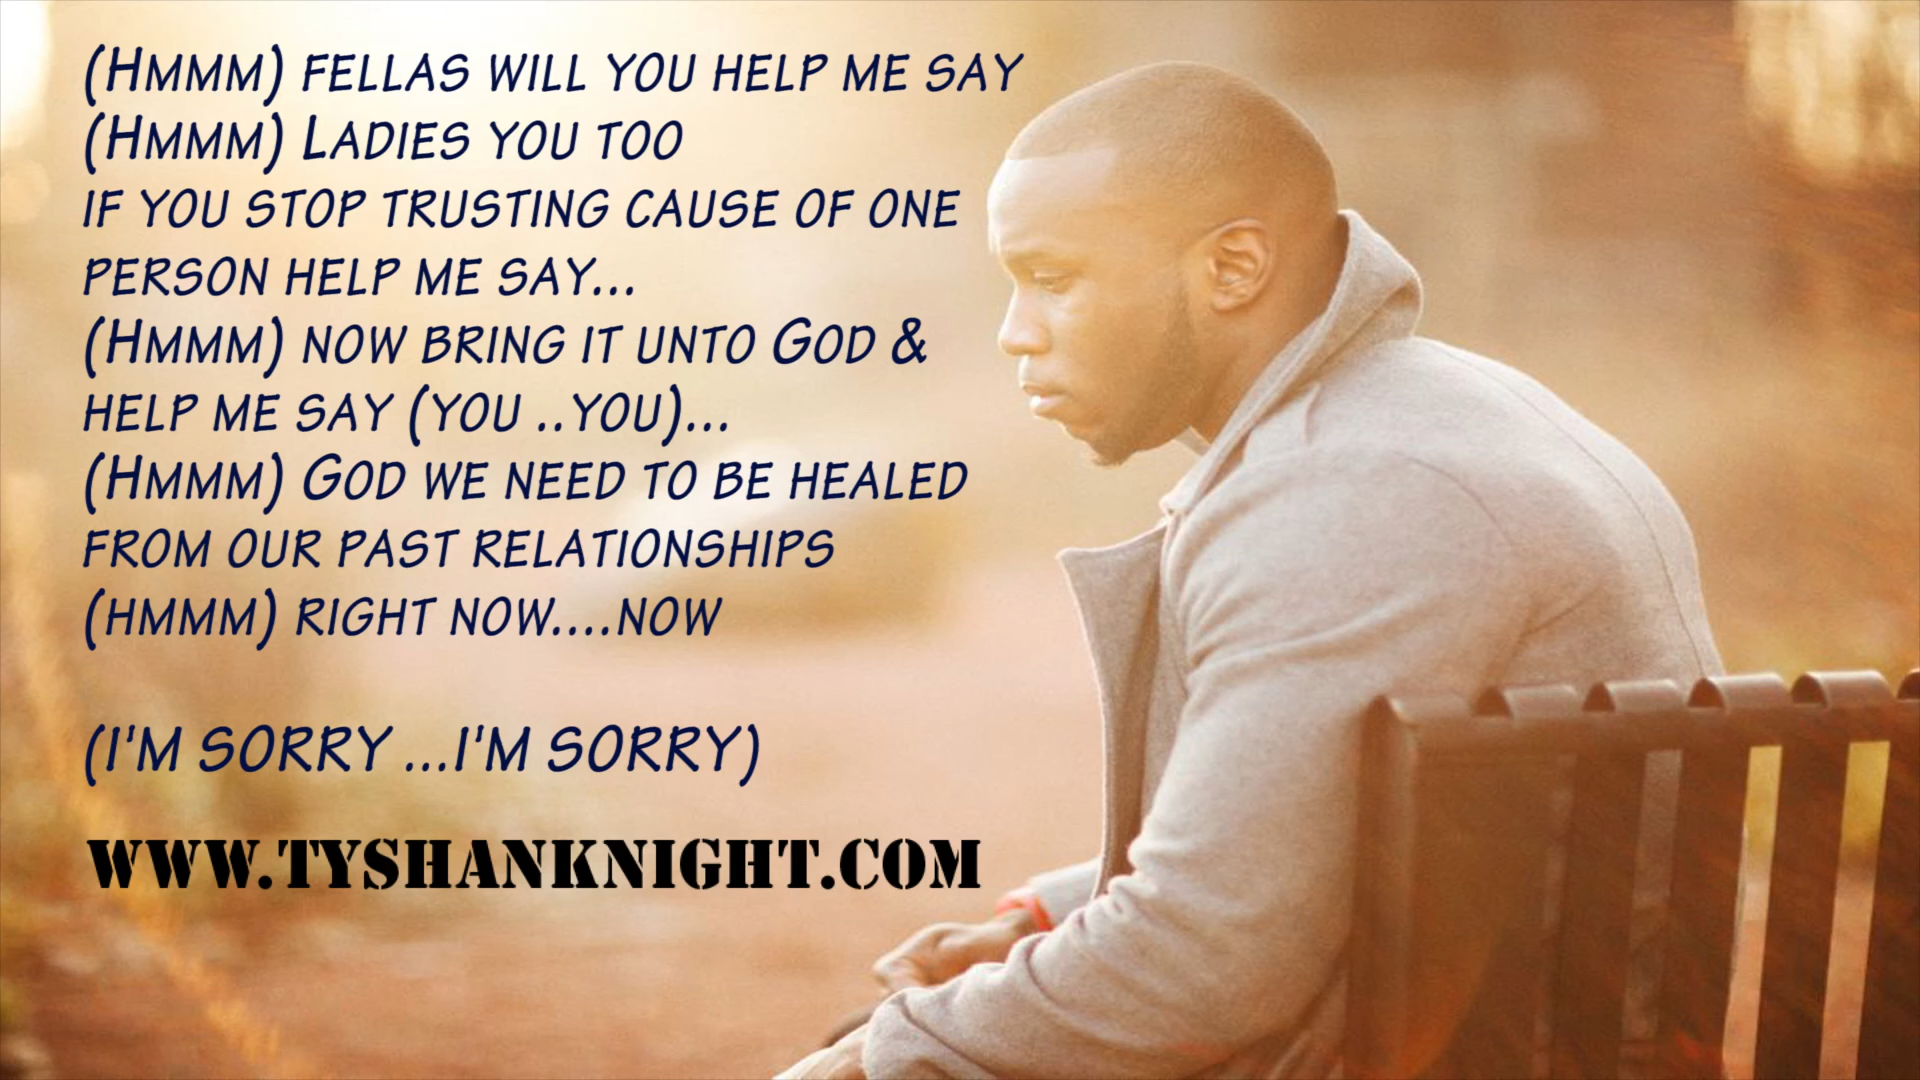 (Hmmm) FELLAS WILL YOU HELP ME SAY
(Hmmm) LADIES YOU TOO
IF YOU STOP TRUSTING CAUSE OF ONE
PERSON HELP ME SAY...
(Hmmm) NOW BRING IT UNTO GOD &
HELP ME SAY (YOU ..YOU)...
(Hmmm) GOD WE NEED TO BE HEALED
FROM OUR PAST RELATIONSHIPS
(HMMM) RIGHT NOW....NOW
(I'M SORRY ...I'M SORRY)
WWW.TYSHANKNIGHT.COM